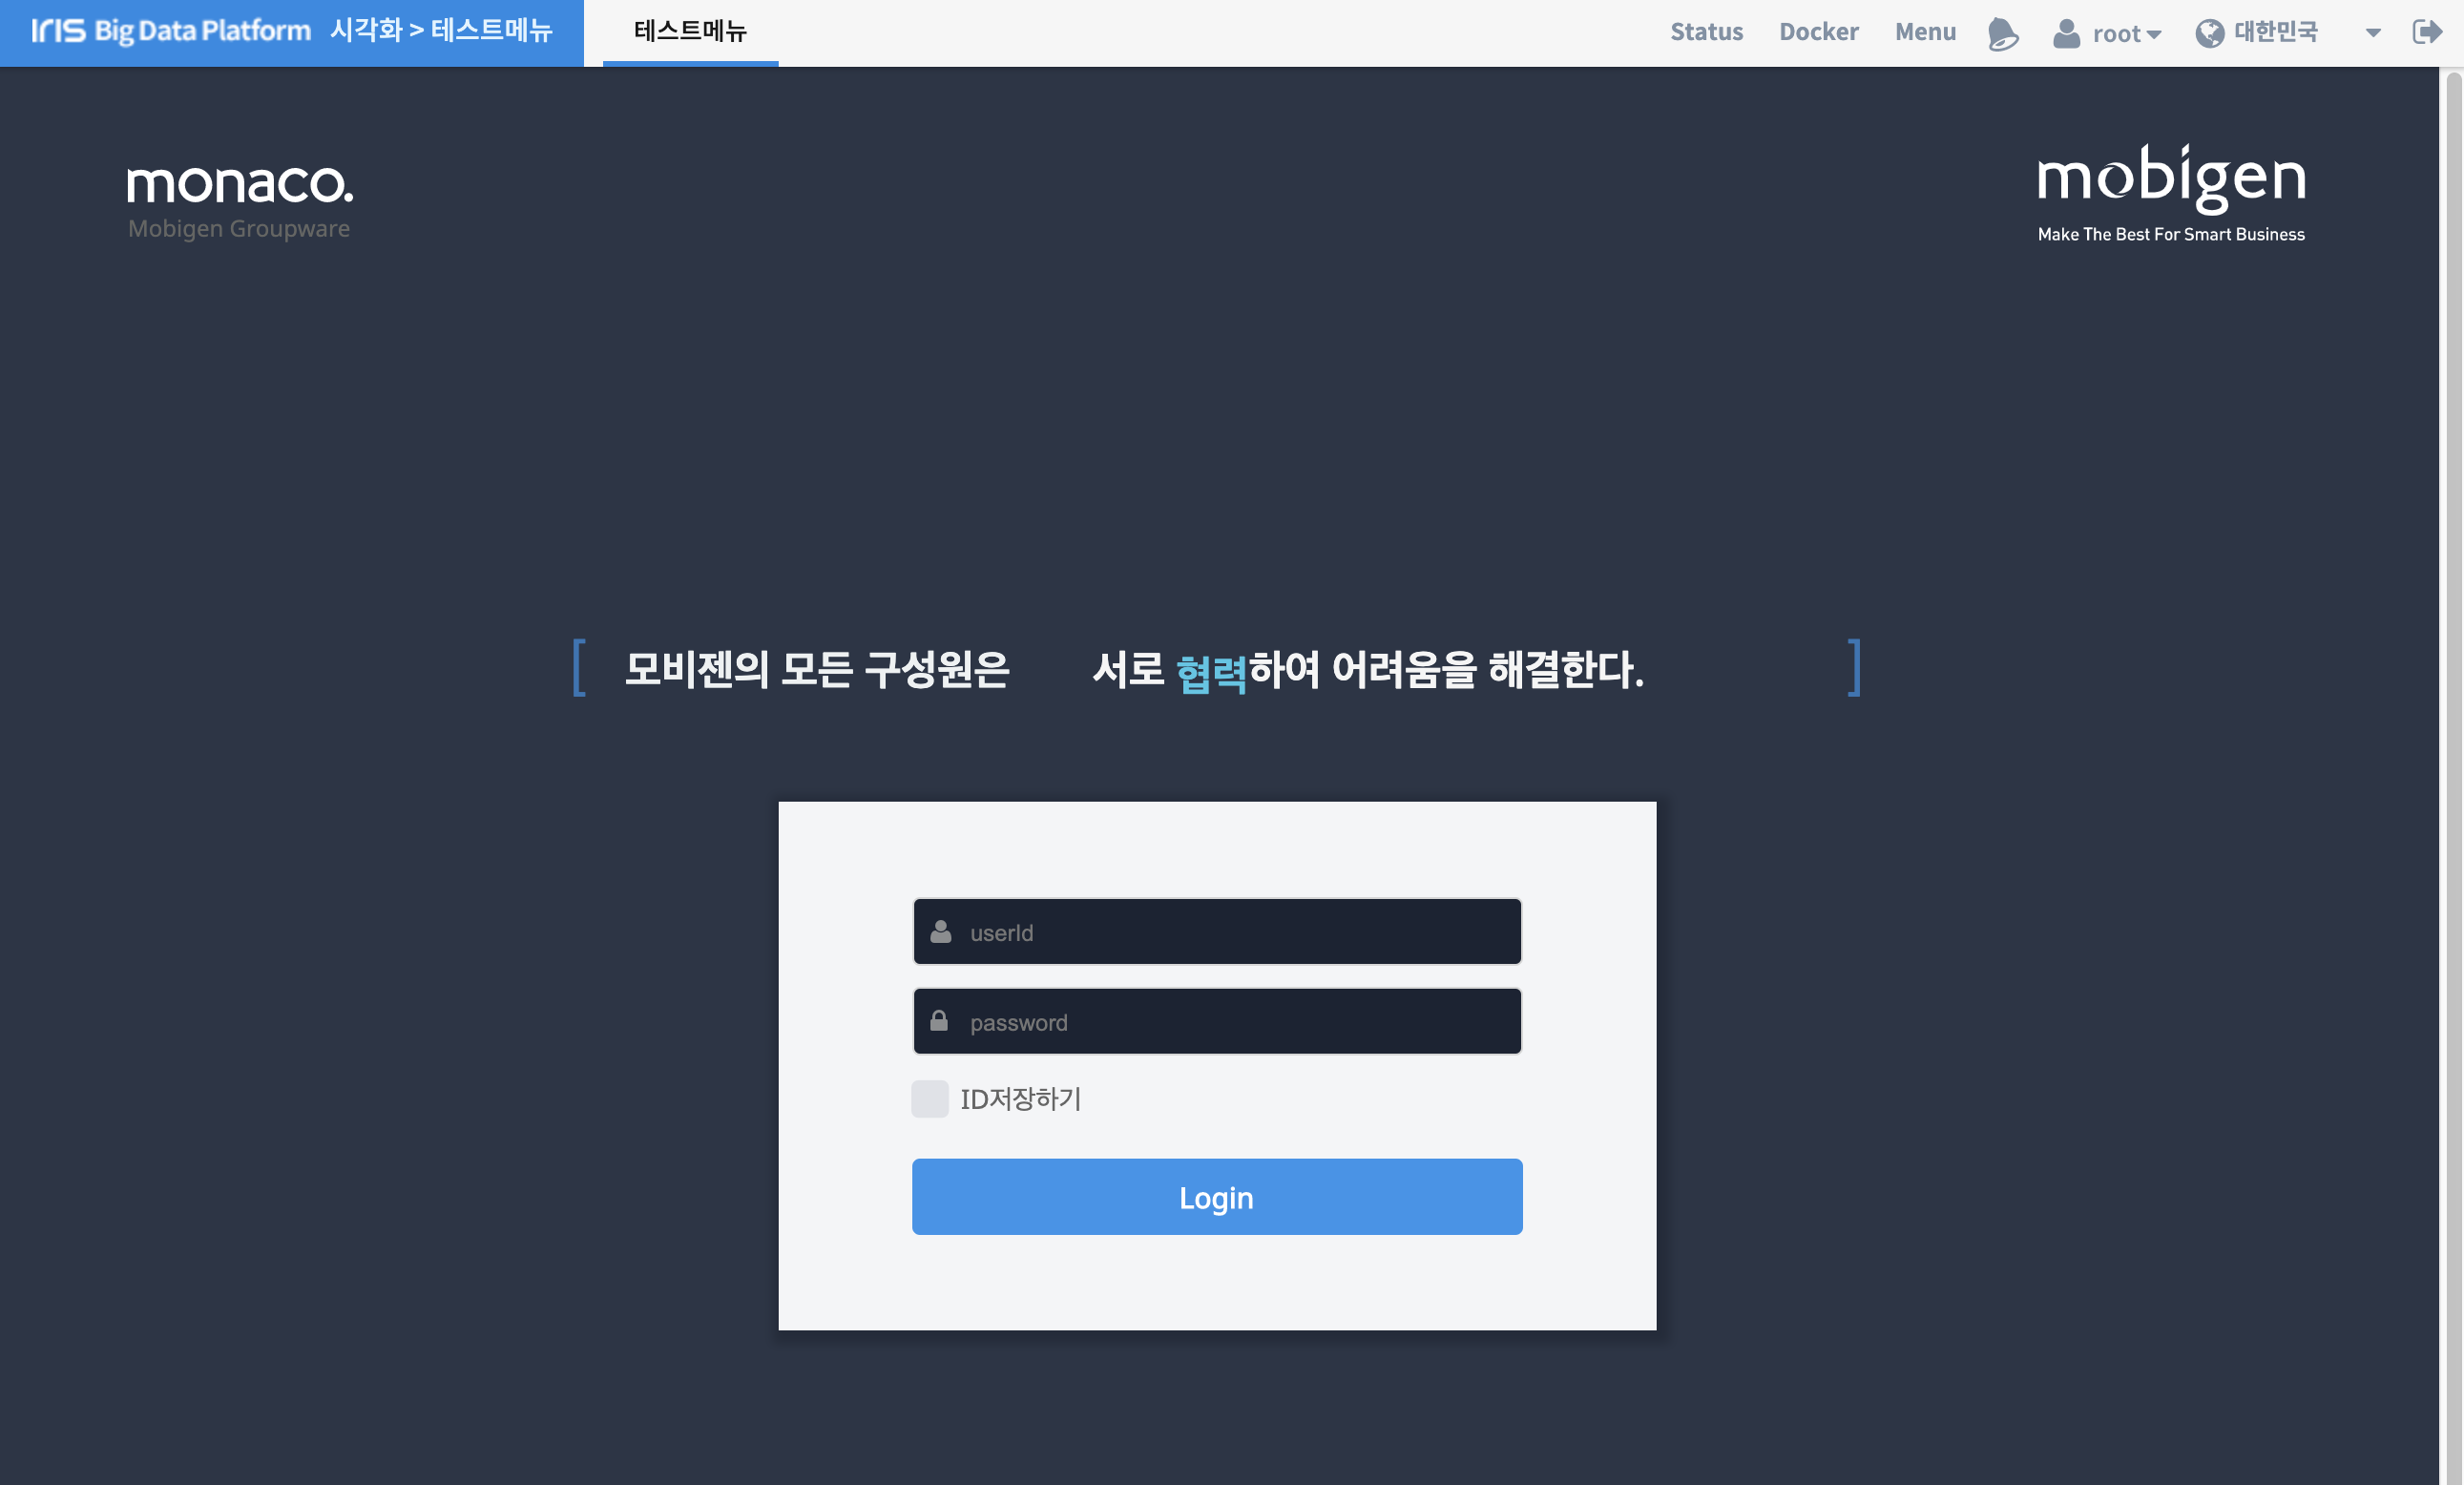 IRIS Big Data Platform 시각화 > 테스트메뉴 테스트메뉴 Status Docker Menu root 대한민국
monaco.
Mobigen Groupware
mobigen
Make The Best For Smart Business
[ 모비젠의 모든 구성원은 서로 협력하여 어려움을 해결한다. ]
userId
password
ID저장하기
Login